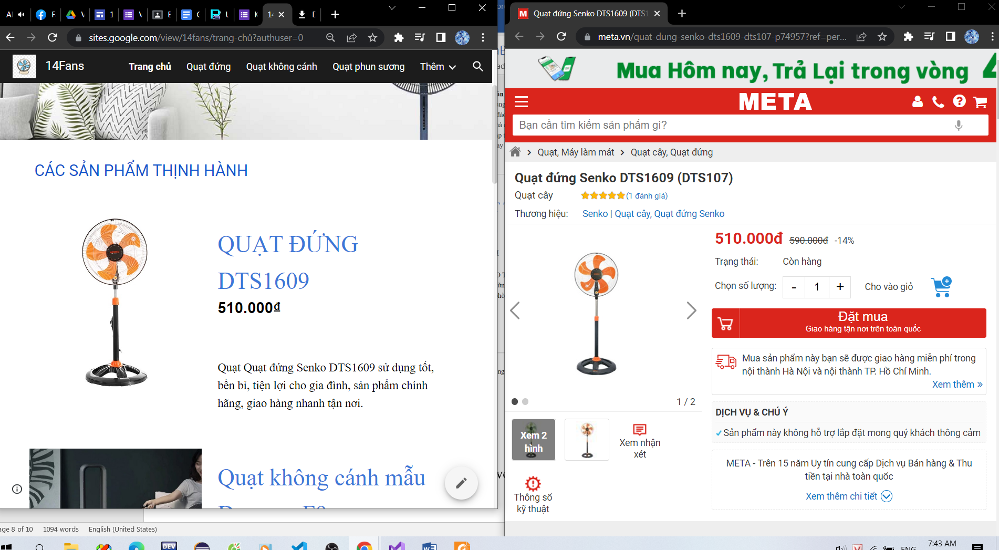 sites.google.com/view/14fans/trang-chủ?authuser=0
14Fans
Trang chủ
Quạt đứng
Quạt không cánh
Quạt phun sương
Thêm
CÁC SẢN PHẨM THỊNH HÀNH
QUẠT ĐỨNG
DTS1609
510.000₫
Quạt Quạt đứng Senko DTS1609 sử dụng tốt,
bền bỉ, tiện lợi cho gia đình, sản phẩm chính
hãng, giao hàng nhanh tận nơi.
Quạt không cánh mẫu
age 8 of 10
1094 words
English (United States)
Quạt đứng Senko DTS1609 (DTS1
meta.vn/quat-dung-senko-dts1609-dts107-p74957?ref=per...
Mua Hôm nay, Trả Lại trong vòng 4
META
Bạn cần tìm kiếm sản phẩm gì?
Quạt, Máy làm mát
Quạt cây, Quạt đứng
Quạt đứng Senko DTS1609 (DTS107)
Quạt cây
(1 đánh giá)
Thương hiệu:
Senko | Quạt cây, Quạt đứng Senko
510.000đ 590.000đ -14%
Trạng thái:
Còn hàng
Chọn số lượng:
- 1 +
Cho vào giỏ
Đặt mua
Giao hàng tận nơi trên toàn quốc
Mua sản phẩm này bạn sẽ được giao hàng miễn phí trong
nội thành Hà Nội và nội thành TP. Hồ Chí Minh.
Xem thêm »
1 / 2
DỊCH VỤ & CHÚ Ý
Sản phẩm này không hỗ trợ lắp đặt mong quý khách thông cảm
Xem 2
hình
Xem nhận
xét
META - Trên 15 năm Uy tín cung cấp Dịch vụ Bán hàng & Thu
tiền tại nhà toàn quốc
Xem thêm chi tiết
Thông số
kỹ thuật
DEV
ENG
7:43 AM